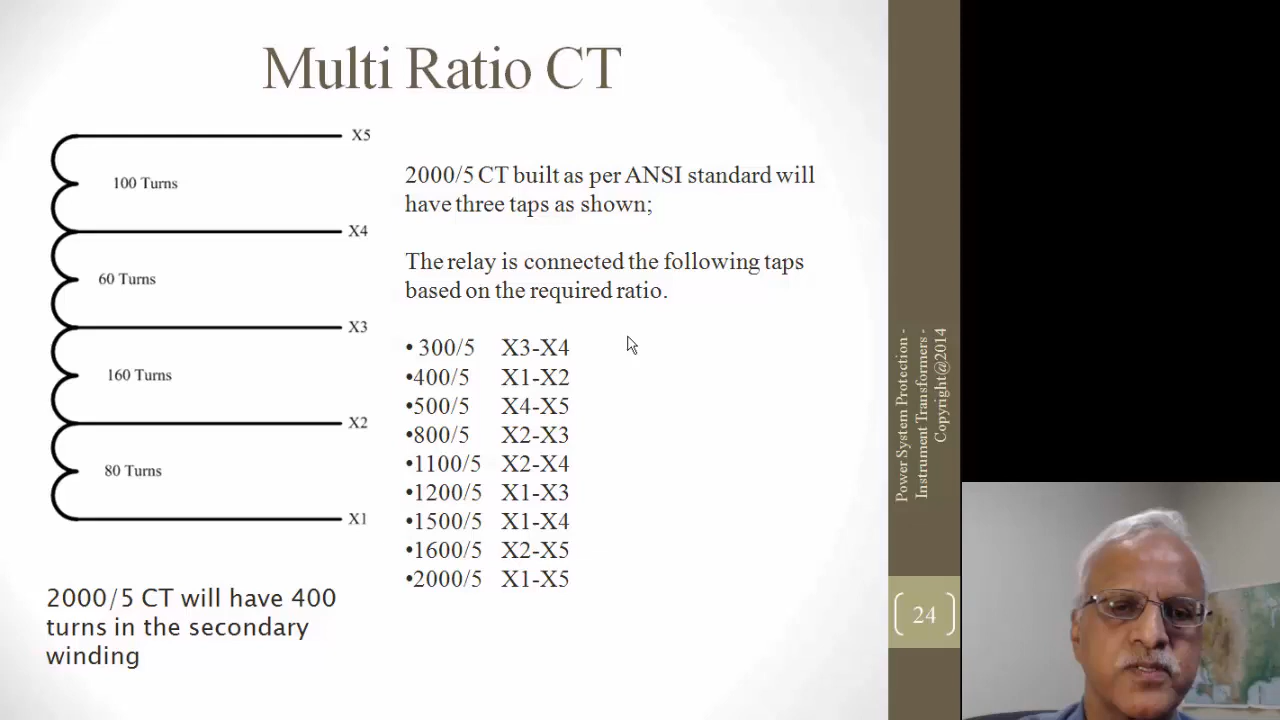 Multi Ratio CT
X5
100 Turns
X4
60 Turns
X3
160 Turns
X2
80 Turns
X1
2000/5 CT will have 400
turns in the secondary
winding
2000/5 CT built as per ANSI standard will
have three taps as shown;
The relay is connected the following taps
based on the required ratio.
• 300/5 X3-X4
•400/5 X1-X2
•500/5 X4-X5
•800/5 X2-X3
•1100/5 X2-X4
•1200/5 X1-X3
•1500/5 X1-X4
•1600/5 X2-X5
•2000/5 X1-X5
Power System Protection -
Instrument Transformers -
Copyright@2014
24